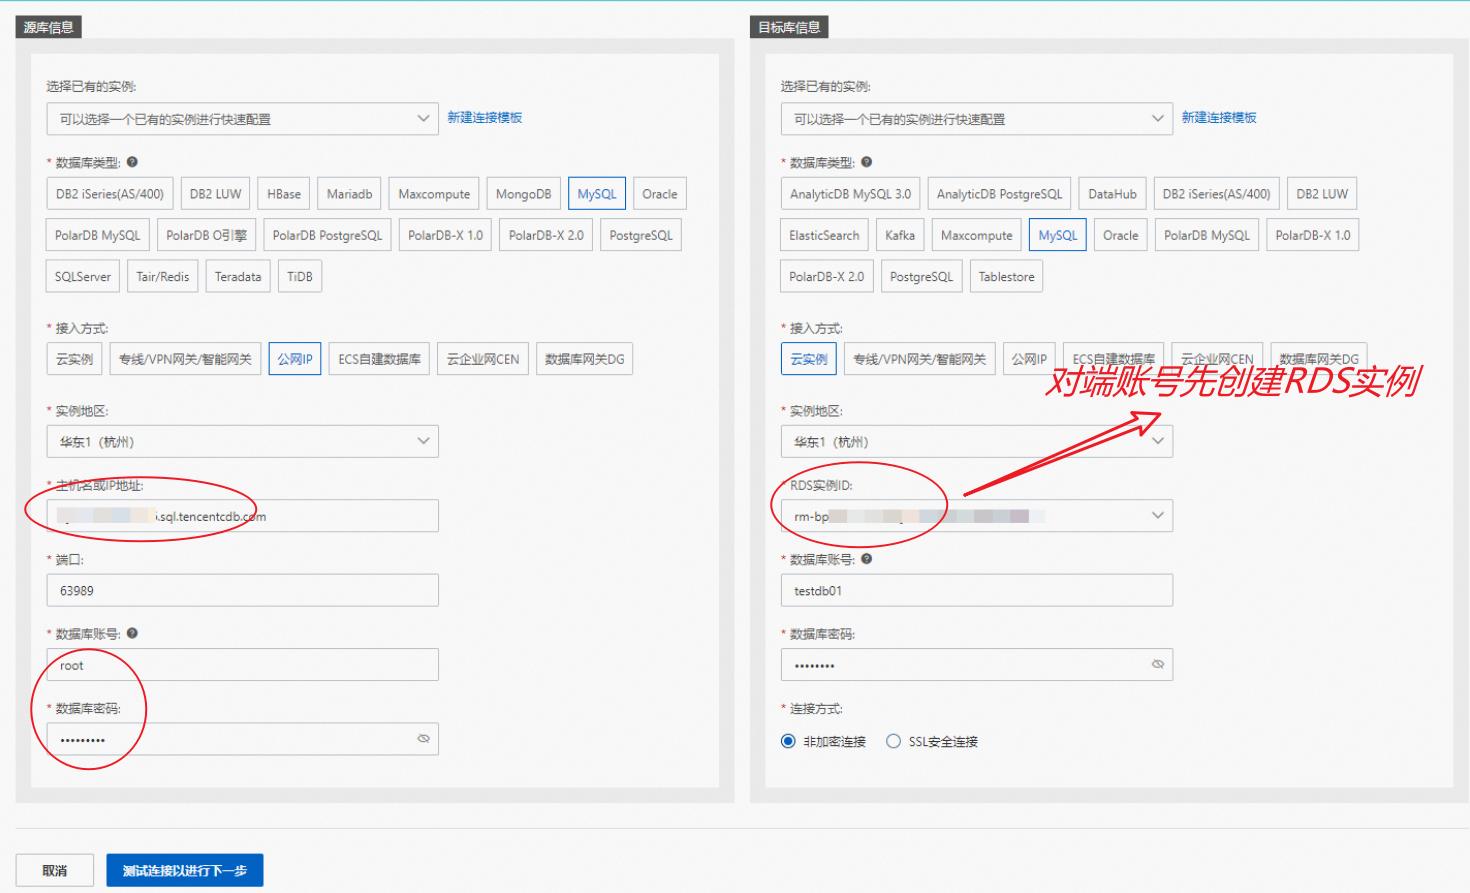 源库信息
选择已有的实例:
可以选择一个已有的实例进行快速配置
新建连接模板
* 数据库类型:
DB2 iSeries(AS/400) DB2 LUW HBase Mariadb Maxcompute MongoDB MySQL Oracle
PolarDB MySQL PolarDB O引擎 PolarDB PostgreSQL PolarDB-X 1.0 PolarDB-X 2.0 PostgreSQL
SQLServer Tair/Redis Teradata TiDB
* 接入方式:
云实例 专线/VPN网关/智能网关 公网IP ECS自建数据库 云企业网CEN 数据库网关DG
* 实例地区:
华东1（杭州）
* 主机名或IP地址:
.sql.tencentcdb.com
* 端口:
63989
* 数据库账号:
root
* 数据库密码:
•••••••••
目标库信息
选择已有的实例:
可以选择一个已有的实例进行快速配置
新建连接模板
* 数据库类型:
AnalyticDB MySQL 3.0 AnalyticDB PostgreSQL DataHub DB2 iSeries(AS/400) DB2 LUW
ElasticSearch Kafka Maxcompute MySQL Oracle PolarDB MySQL PolarDB-X 1.0
PolarDB-X 2.0 PostgreSQL Tablestore
* 接入方式:
云实例 专线/VPN网关/智能网关 公网IP ECS自建数据库 云企业网CEN 数据库网关DG
对端账号先创建RDS实例
* 实例地区:
华东1（杭州）
* RDS实例ID:
rm-bp
* 数据库账号:
testdb01
* 数据库密码:
••••••••
* 连接方式:
非加密连接 SSL安全连接
取消 测试连接以进行下一步